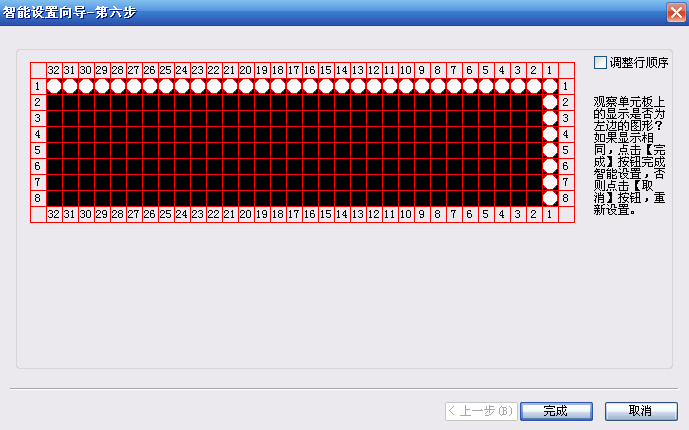 智能设置向导-第六步
调整行顺序
32 31 30 29 28 27 26 25 24 23 22 21 20 19 18 17 16 15 14 13 12 11 10 9 8 7 6 5 4 3 2 1
1 1
2 2
3 3
4 4
5 5
6 6
7 7
8 8
32 31 30 29 28 27 26 25 24 23 22 21 20 19 18 17 16 15 14 13 12 11 10 9 8 7 6 5 4 3 2 1
观察单元板上
的显示是否为
左边的图形？
如果显示相
同，点击【完
成】按钮完成
智能设置，否
则点击【取
消】按钮，重
新设置。
< 上一步(B) 完成 取消